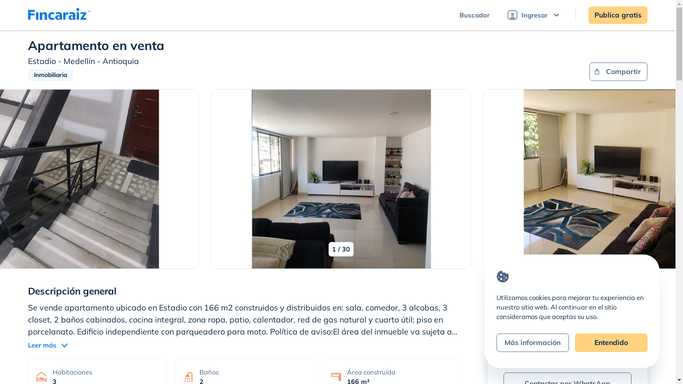 Fincaraiz
Buscador
Ingresar
Publica gratis
Apartamento en venta
Estadio - Medellín - Antioquia
Inmobiliaria
Compartir
1 / 30
Descripción general
Se vende apartamento ubicado en Estadio con 166 m2 construidos y distribuidos en: sala, comedor, 3 alcobas, 3
closet, 2 baños cabinados, cocina integral, zona ropa, patio, calentador, red de gas natural y cuarto útil; piso en
porcelanato. Edificio independiente con parqueadero para moto. Política de aviso:El área del inmueble va sujeta a...
Leer más
Habitaciones
3
Baños
2
Área construida
166 m²
Utilizamos cookies para mejorar tu experiencia en
nuestro sitio web. Al continuar en el sitio
consideramos que aceptas su uso.
Más información
Entendido
Contactar por WhatsApp